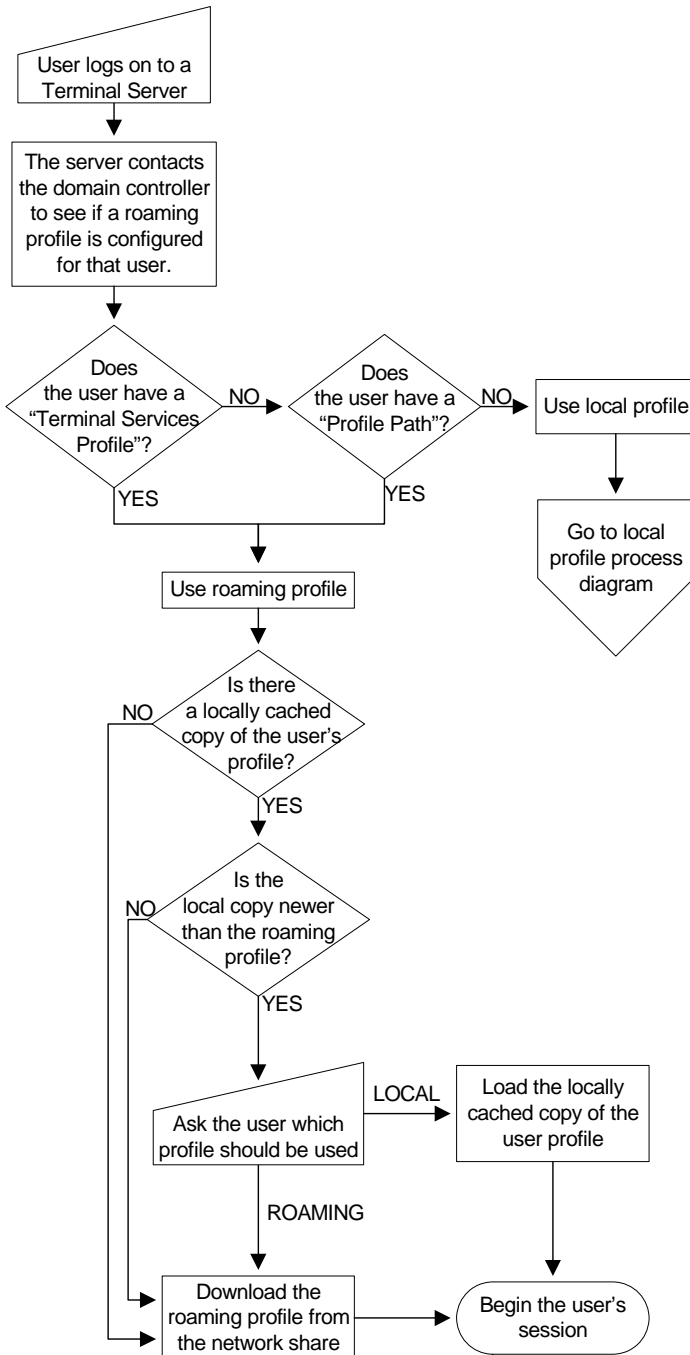 User logs on to a
Terminal Server
The server contacts
the domain controller
to see if a roaming
profile is configured
for that user.
Does
the user have a
“Terminal Services
Profile”?
NO
YES
Does
the user have a
“Profile Path”?
NO
YES
Use local profile
Go to local
profile process
diagram
Use roaming profile
Is there
a locally cached
copy of the user’s
profile?
NO
YES
Is the
local copy newer
than the roaming
profile?
NO
YES
Ask the user which
profile should be used
LOCAL
Load the locally
cached copy of the
user profile
ROAMING
Download the
roaming profile from
the network share
Begin the user’s
session